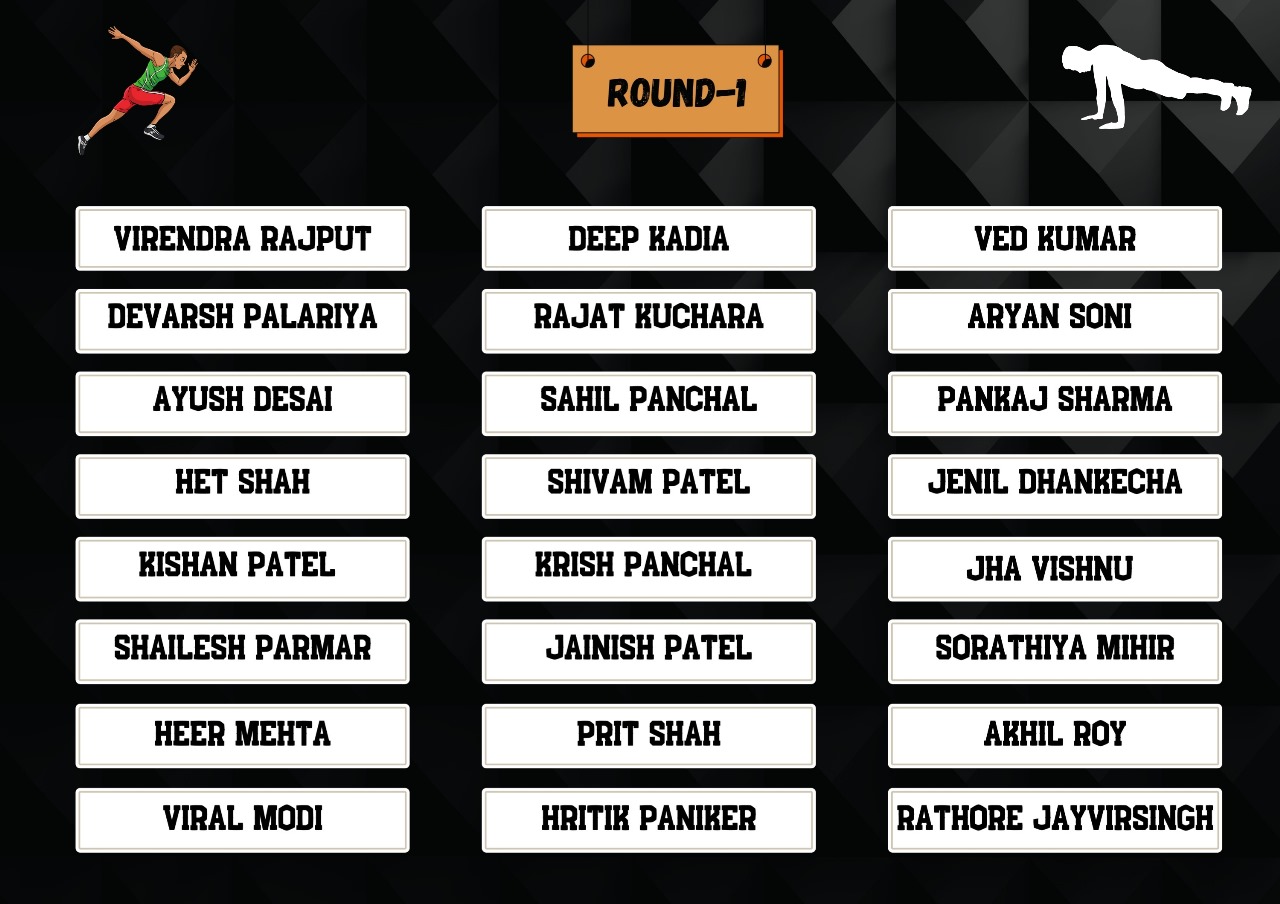 ROUND-1
VIRENDRA RAJPUT
DEEP KADIA
VED KUMAR
DEVARSH PALARIYA
RAJAT KUCHARA
ARYAN SONI
AYUSH DESAI
SAHIL PANCHAL
PANKAJ SHARMA
HET SHAH
SHIVAM PATEL
JENIL DHANKECHA
KISHAN PATEL
KRISH PANCHAL
JHA VISHNU
SHAILESH PARMAR
JAINISH PATEL
SORATHIYA MIHIR
HEER MEHTA
PRIT SHAH
AKHIL ROY
VIRAL MODI
HRITIK PANIKER
RATHORE JAYVIRSINGH